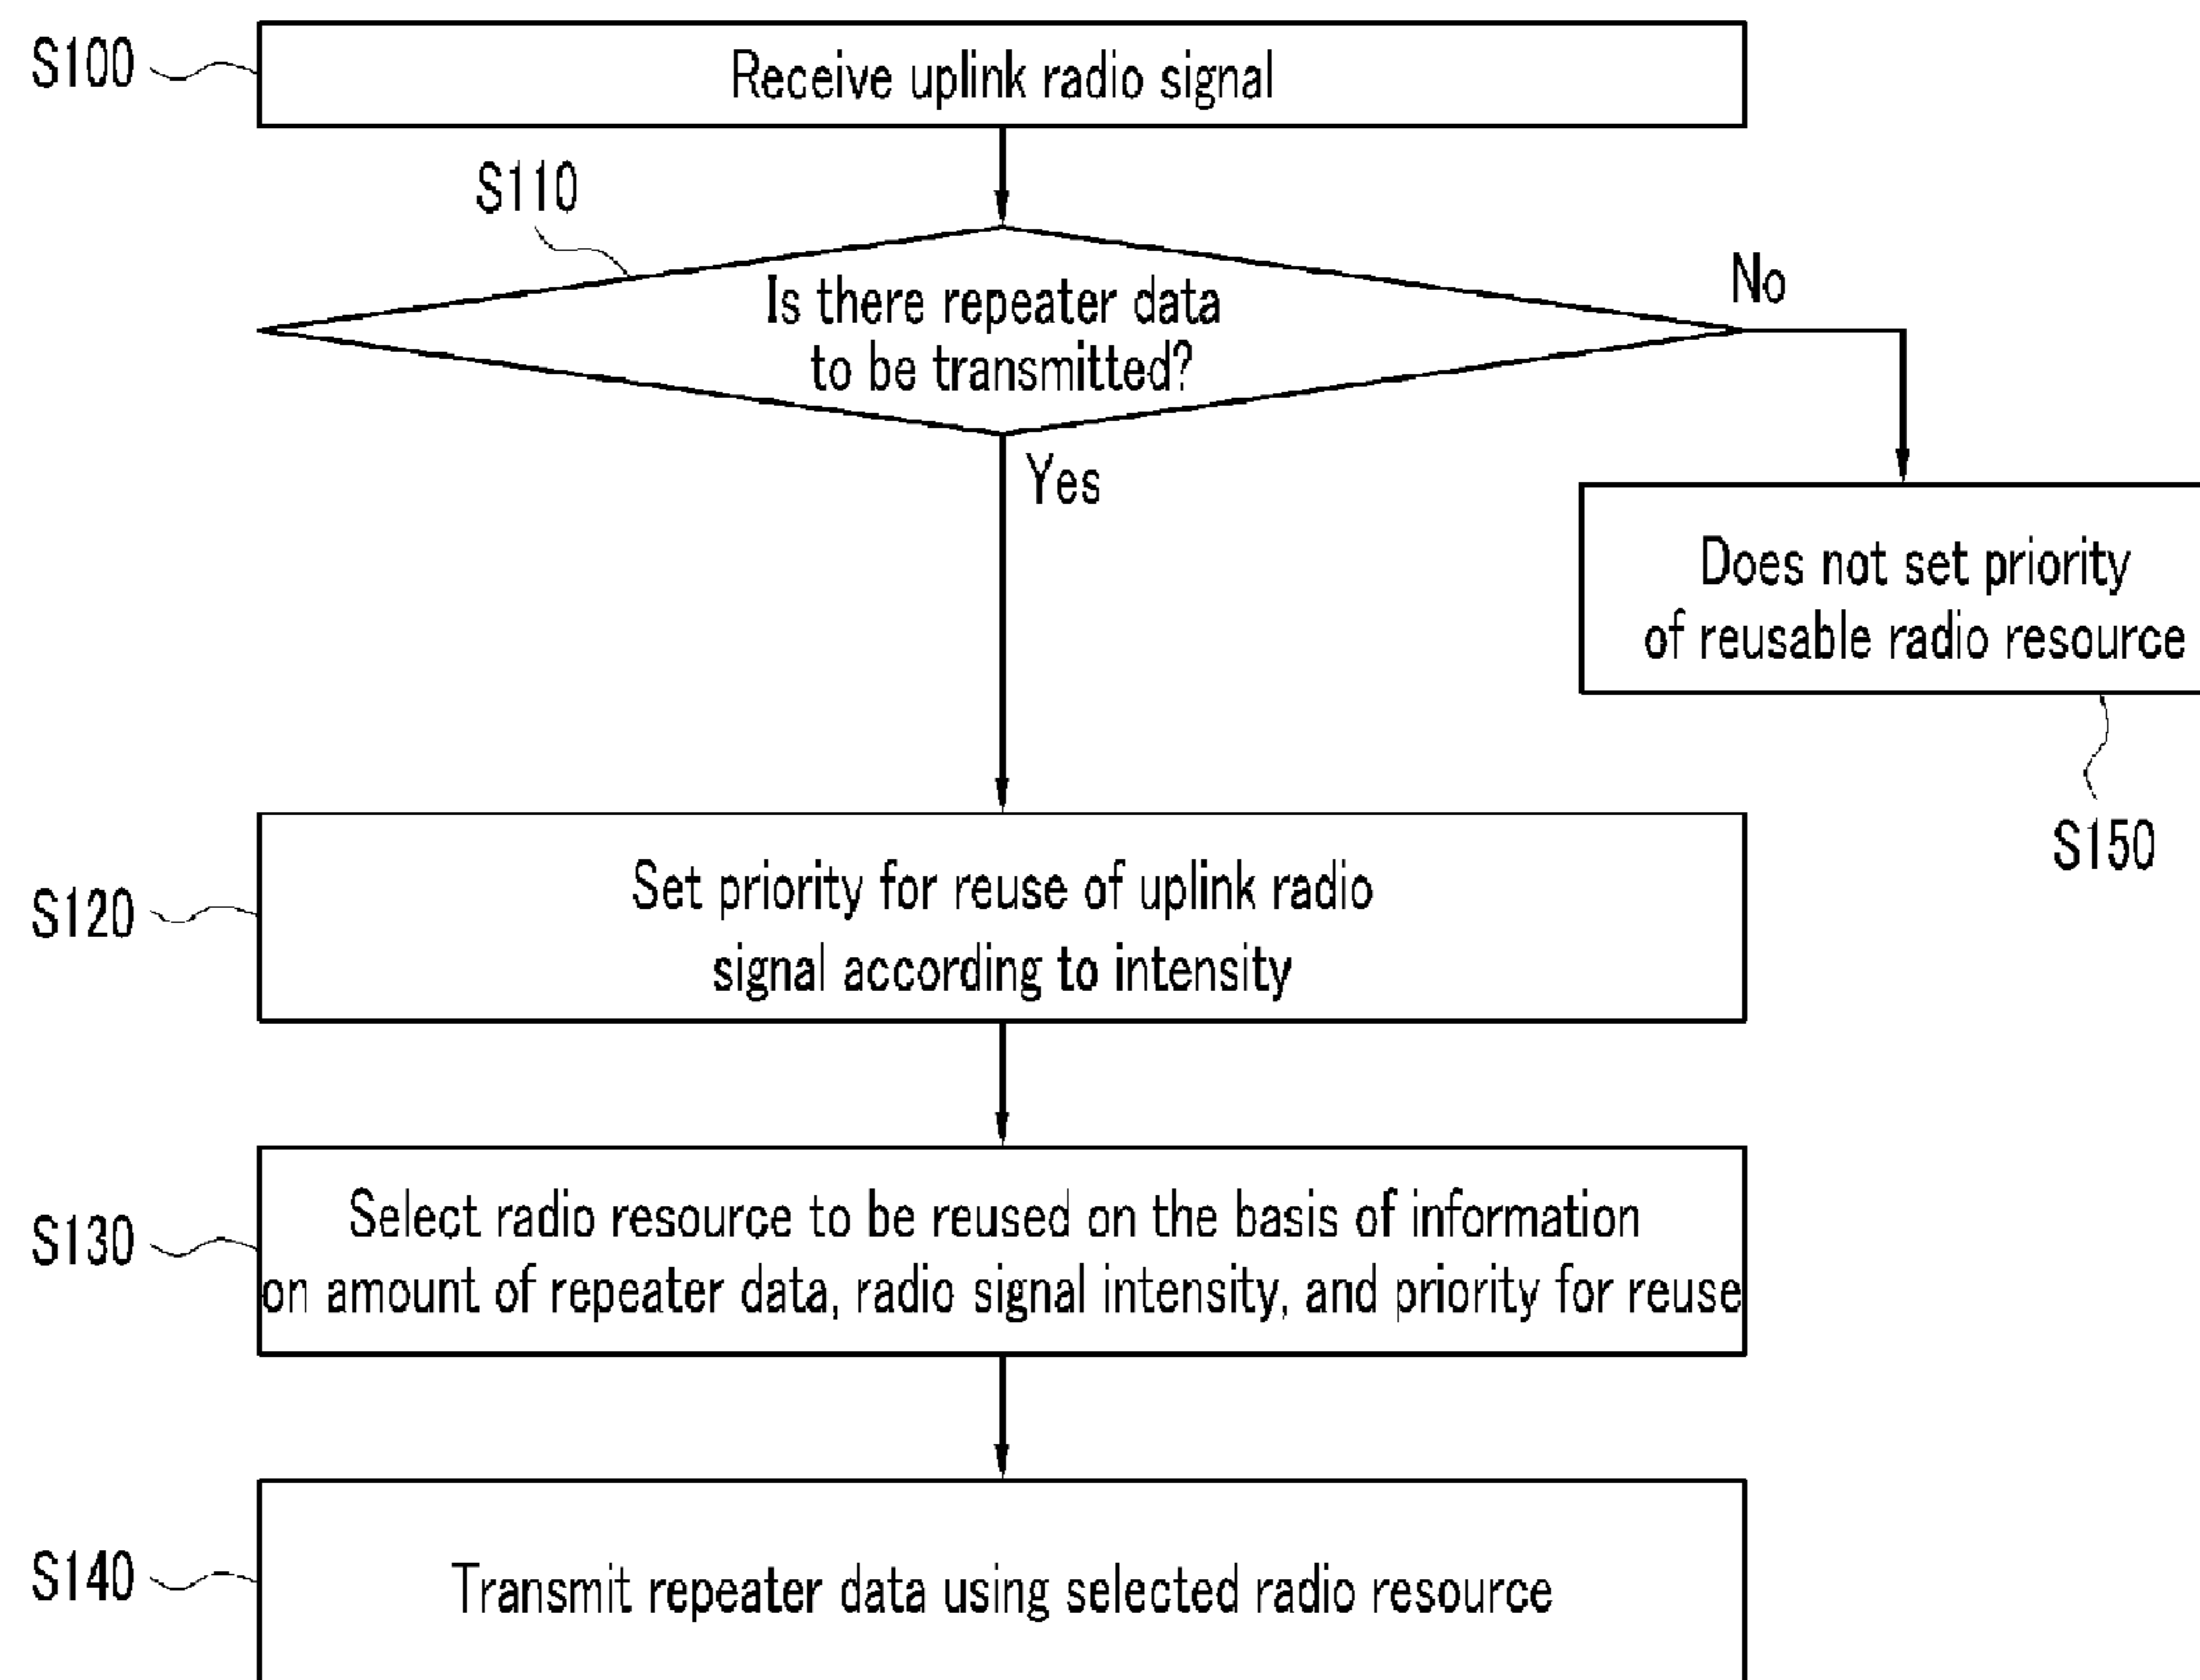 S100
Receive uplink radio signal
S110
Is there repeater data
to be transmitted?
No
Yes
Does not set priority
of reusable radio resource
S150
S120
Set priority for reuse of uplink radio
signal according to intensity
S130
Select radio resource to be reused on the basis of information
on amount of repeater data, radio signal intensity, and priority for reuse
S140
Transmit repeater data using selected radio resource